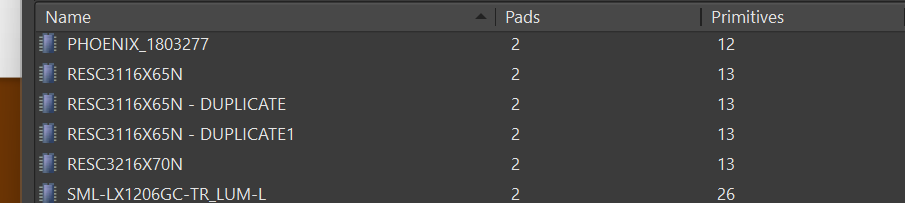 Name Pads Primitives
PHOENIX_1803277 2 12
RESC3116X65N 2 13
RESC3116X65N - DUPLICATE 2 13
RESC3116X65N - DUPLICATE1 2 13
RESC3216X70N 2 13
SML-LX1206GC-TR_LUM-L 2 26